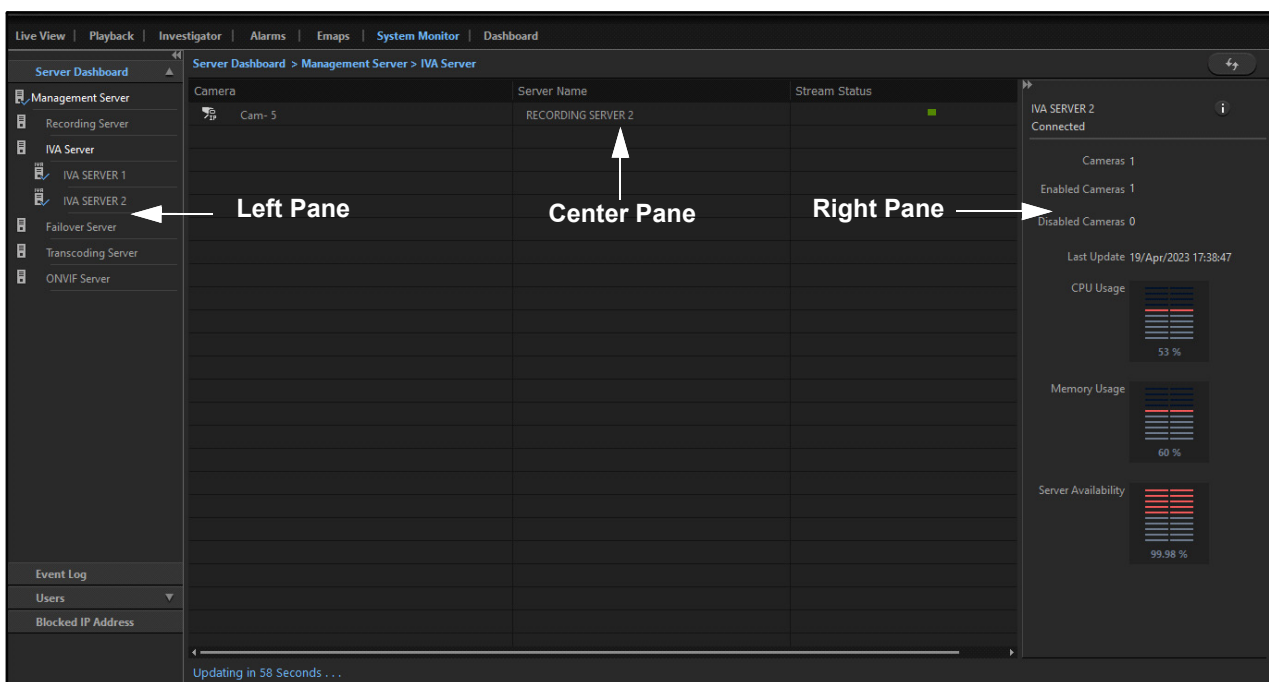 Live View | Playback | Investigator | Alarms | Emaps | System Monitor | Dashboard
Server Dashboard
Management Server
Recording Server
IVA Server
IVA SERVER 1
IVA SERVER 2
Failover Server
Transcoding Server
ONVIF Server
Event Log
Users
Blocked IP Address
Left Pane
Server Dashboard > Management Server > IVA Server
Camera Server Name Stream Status
Cam- 5 RECORDING SERVER 2
Center Pane
Right Pane
Updating in 58 Seconds . . .
IVA SERVER 2
i
Connected
Cameras 1
Enabled Cameras 1
Disabled Cameras 0
Last Update 19/Apr/2023 17:38:47
CPU Usage
53 %
Memory Usage
60 %
Server Availability
99.98 %